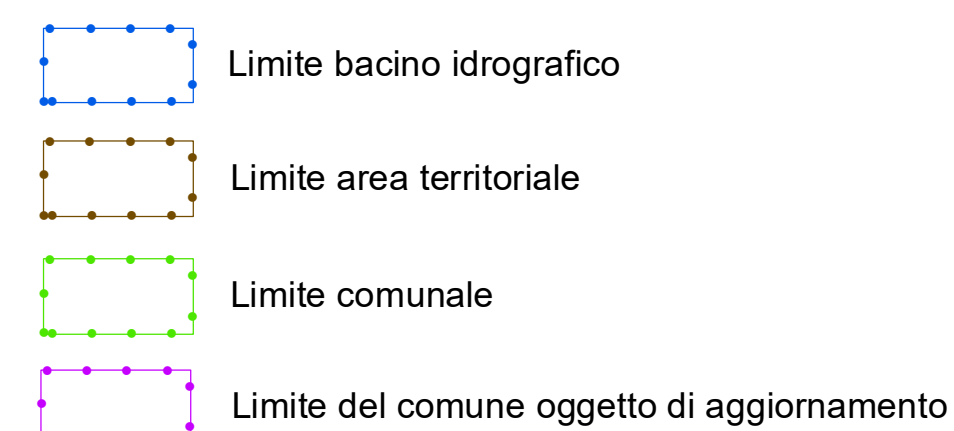 Limite bacino idrografico
Limite area territoriale
Limite comunale
Limite del comune oggetto di aggiornamento